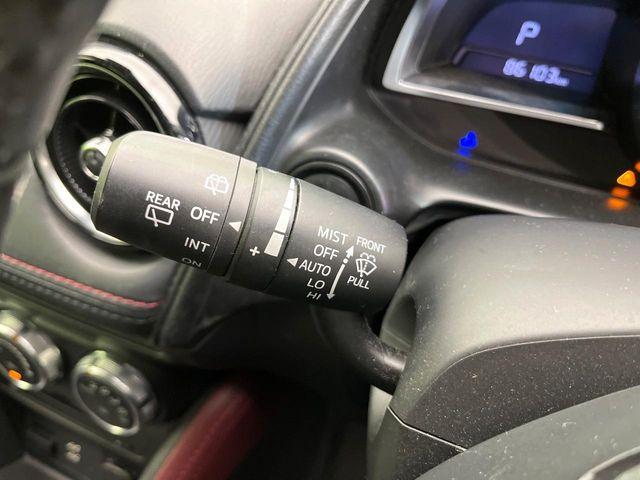 P
86103km
REAR
OFF
INT
ON
+
MIST
OFF
AUTO
LO
HI
FRONT
PULL